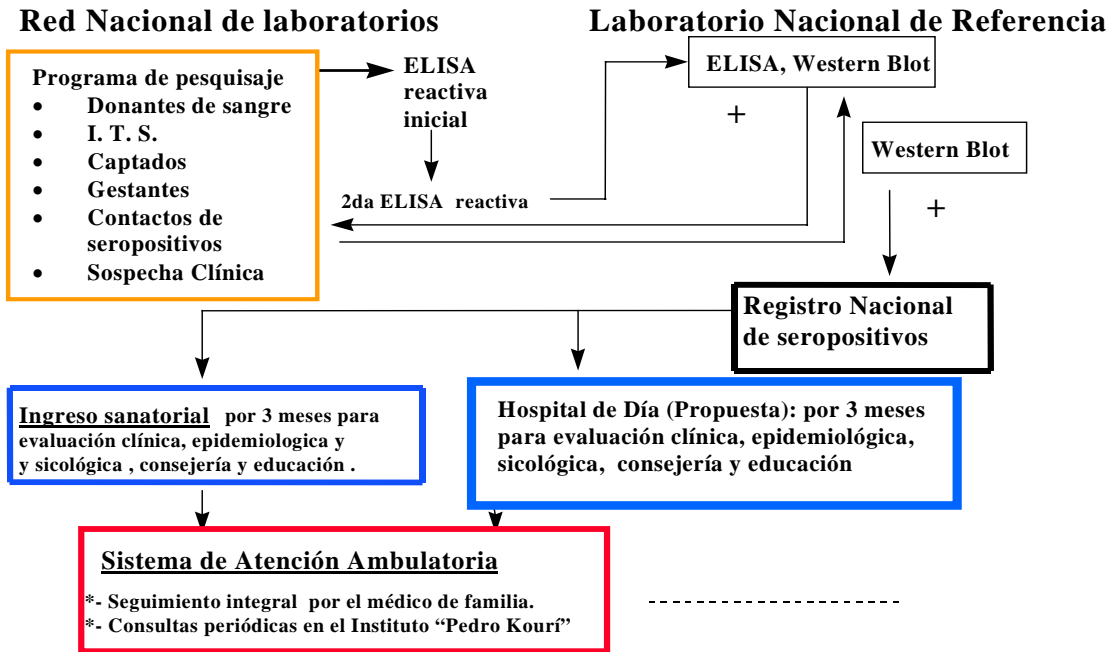 Red Nacional de laboratorios
Laboratorio Nacional de Referencia
Programa de pesquisaje
• Donantes de sangre
• I. T. S.
• Captados
• Gestantes
• Contactos de
seropositivos
• Sospecha Clínica
ELISA
reactiva
inicial
2da ELISA reactiva
ELISA, Western Blot
+
Western Blot
+
Registro Nacional
de seropositivos
Ingreso sanatorial por 3 meses para
evaluación clínica, epidemiologica y
y sicológica , consejería y educación .
Hospital de Día (Propuesta): por 3 meses
para evaluación clínica, epidemiológica,
sicológica, consejería y educación
Sistema de Atención Ambulatoria
*- Seguimiento integral por el médico de familia.
*- Consultas periódicas en el Instituto “Pedro Kourí”